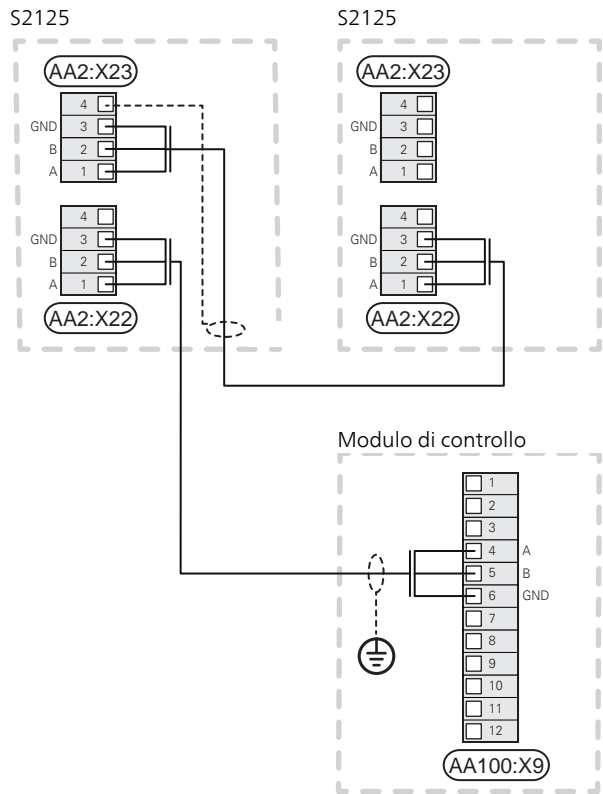 S2125
AA2:X23
4
GND 3
B 2
A 1
4
GND 3
B 2
A 1
AA2:X22
S2125
AA2:X23
4
GND 3
B 2
A 1
4
GND 3
B 2
A 1
AA2:X22
Modulo di controllo
1
2
3
4 A
5 B
6 GND
7
8
9
10
11
12
AA100:X9